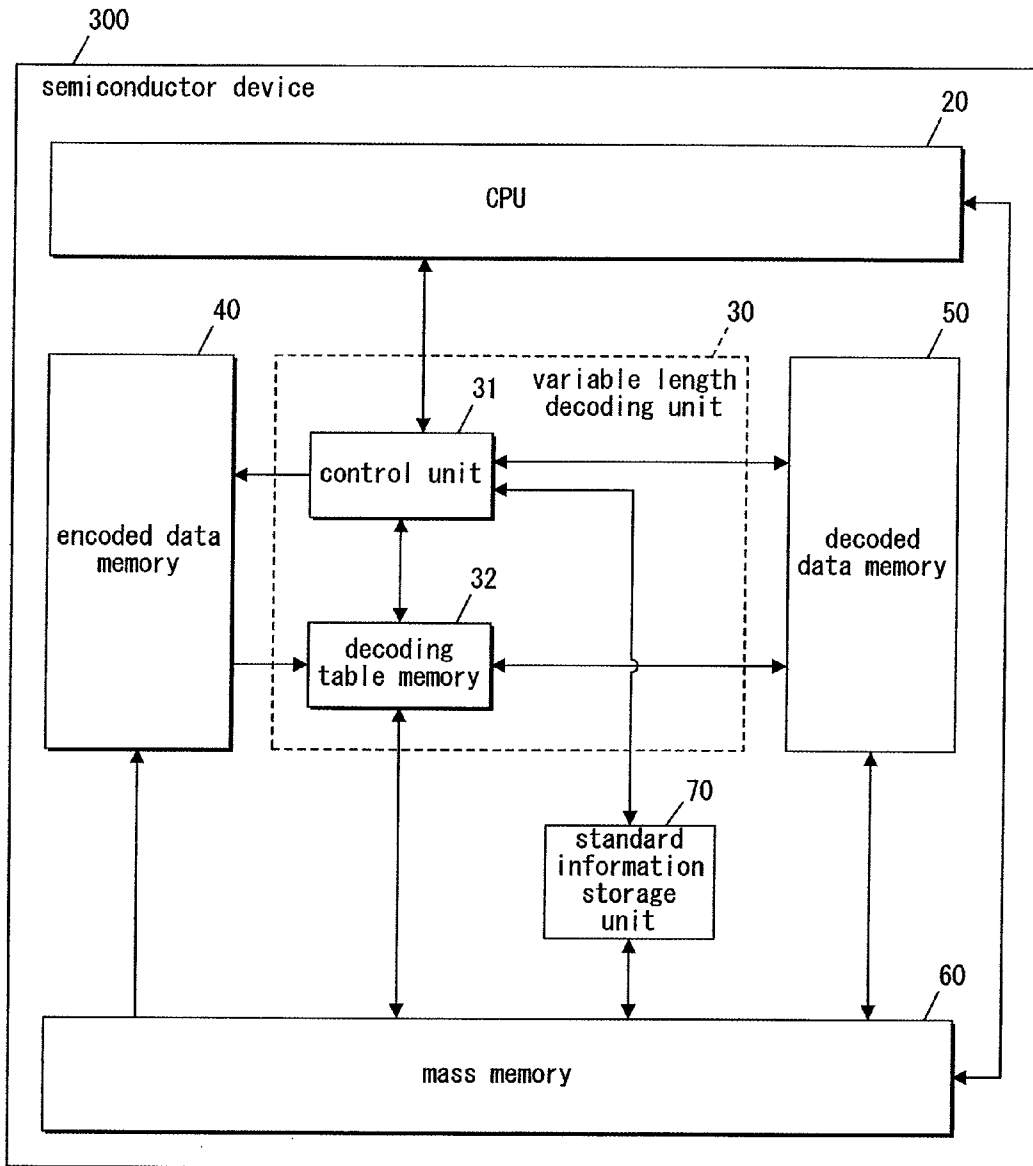 300
semiconductor device
20
CPU
40
30
50
variable length
decoding unit
31
control unit
encoded data
memory
decoded
data memory
32
decoding
table memory
70
standard
information
storage
unit
60
mass memory